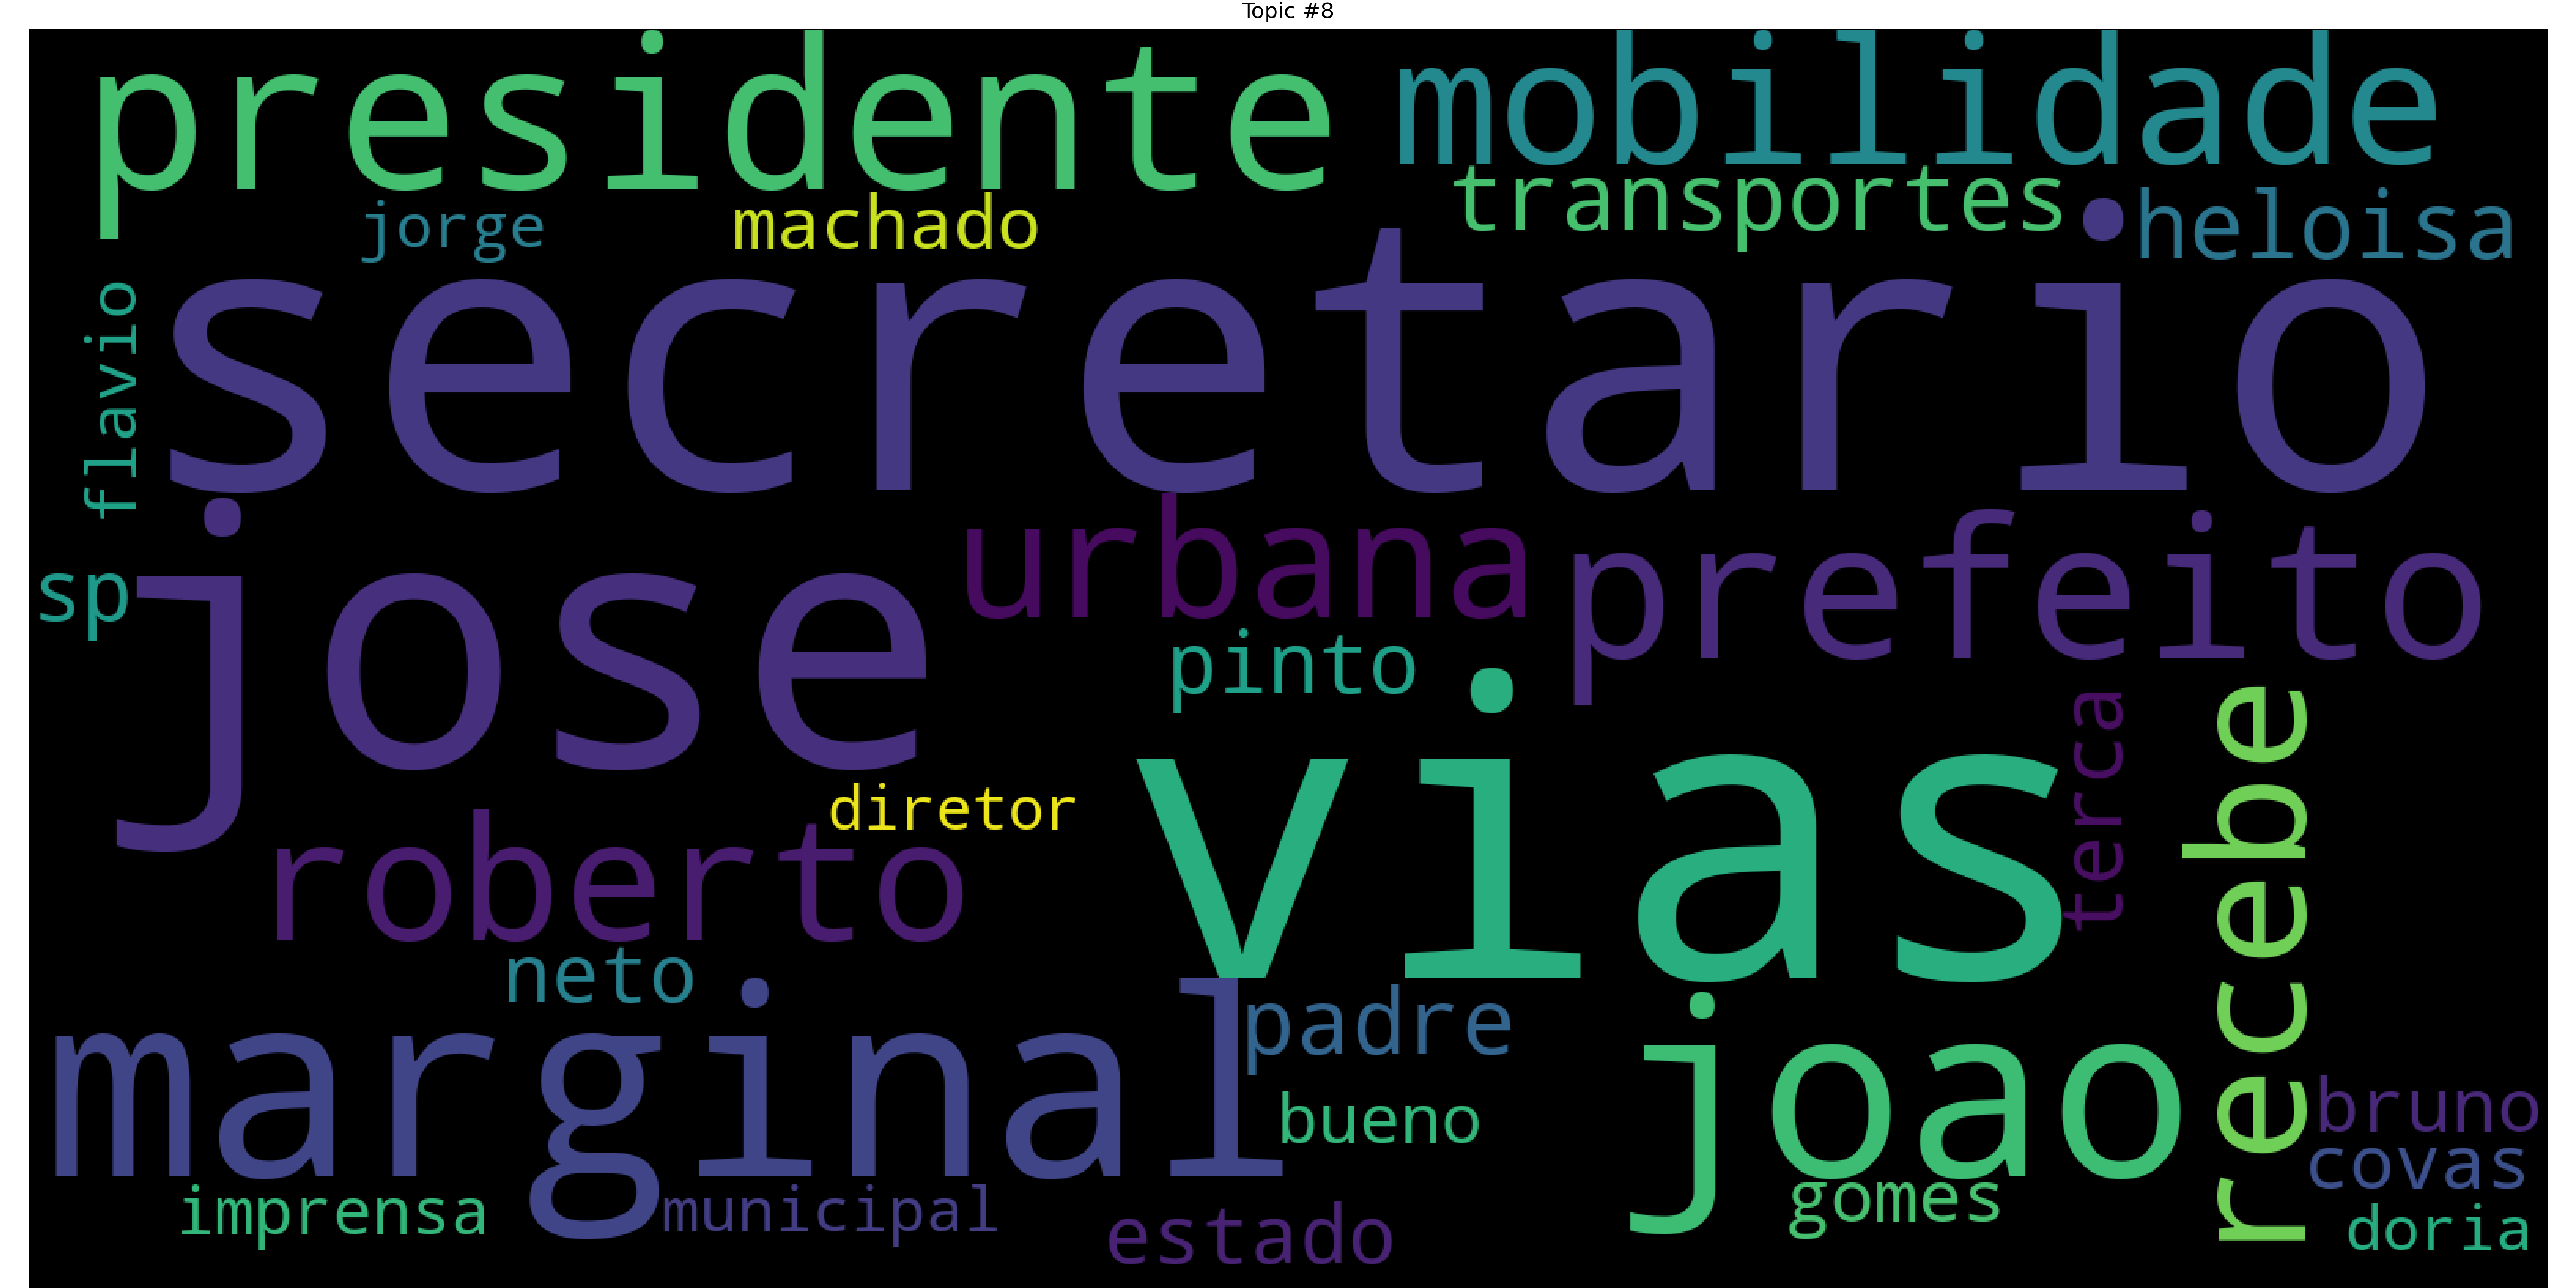 Topic #8
presidente
mobilidade
transportes
jorge
machado
heloisa
secretario
flavio
jose
urbana
prefeito
sp
pinto
vias
terca
recebe
diretor
roberto
neto
marginal
padre
joao
bueno
bruno
covas
imprensa
municipal
estado
gomes
doria